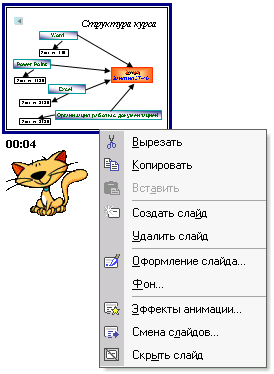 Структура курса
Word
Power Point
Excel
00:04
Вырезать
Копировать
Вставить
Создать слайд
Удалить слайд
Оформление слайда...
Фон...
Эффекты анимации...
Смена слайдов...
Скрыть слайд